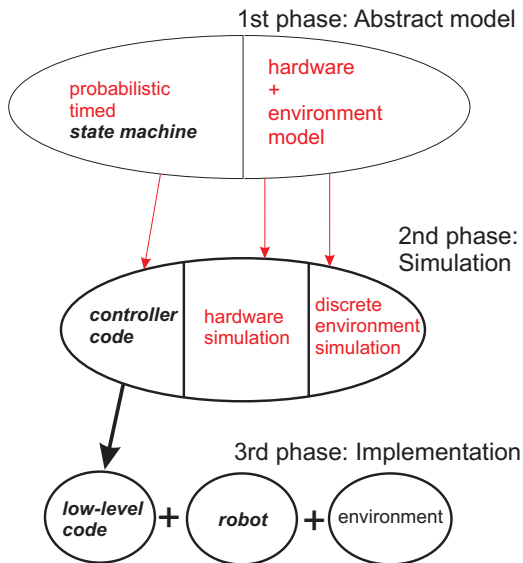 1st phase: Abstract model
probabilistic
timed
state machine
hardware
+
environment
model
2nd phase:
Simulation
controller
code
hardware
simulation
discrete
environment
simulation
3rd phase: Implementation
low-level
code
+
robot
+
environment